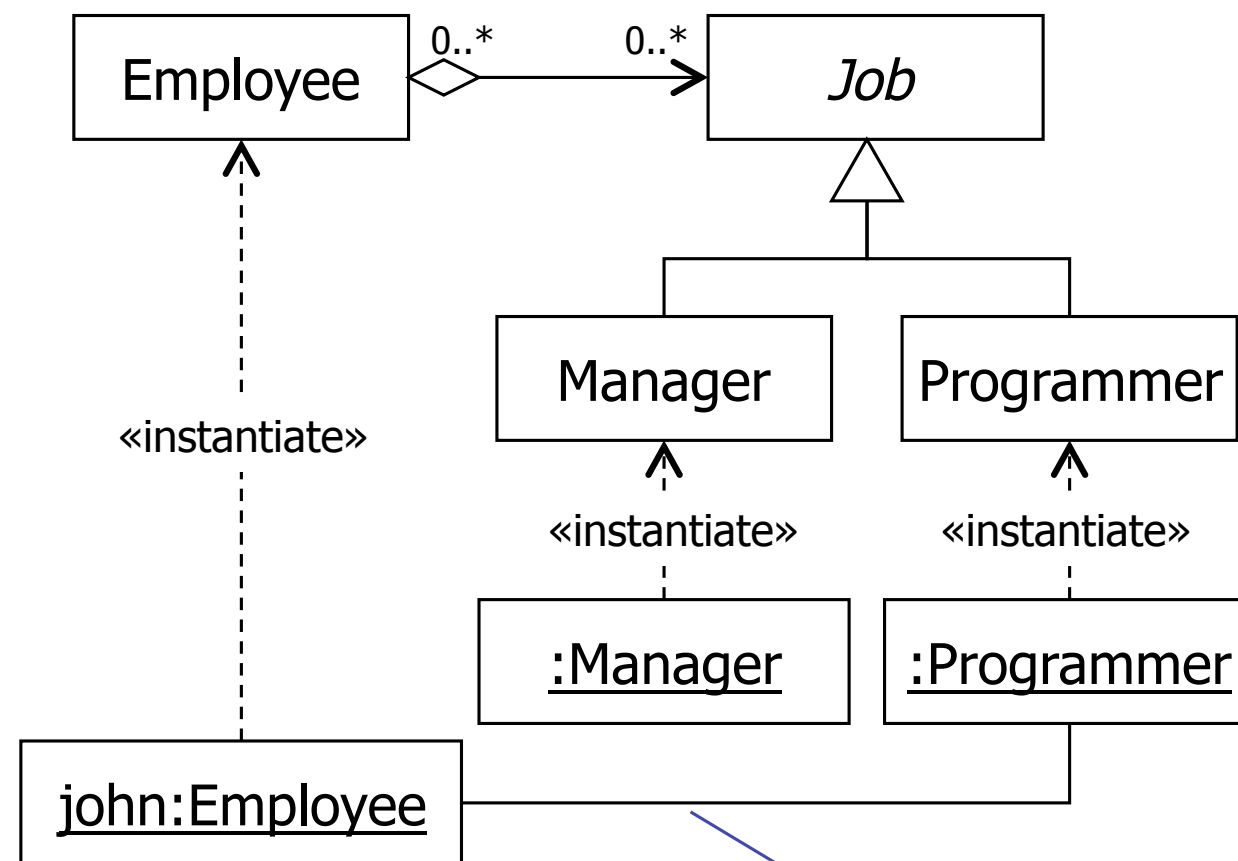 0..* 0..*
Employee Job
Manager Programmer
«instantiate»
«instantiate» «instantiate»
:Manager :Programmer
john:Employee